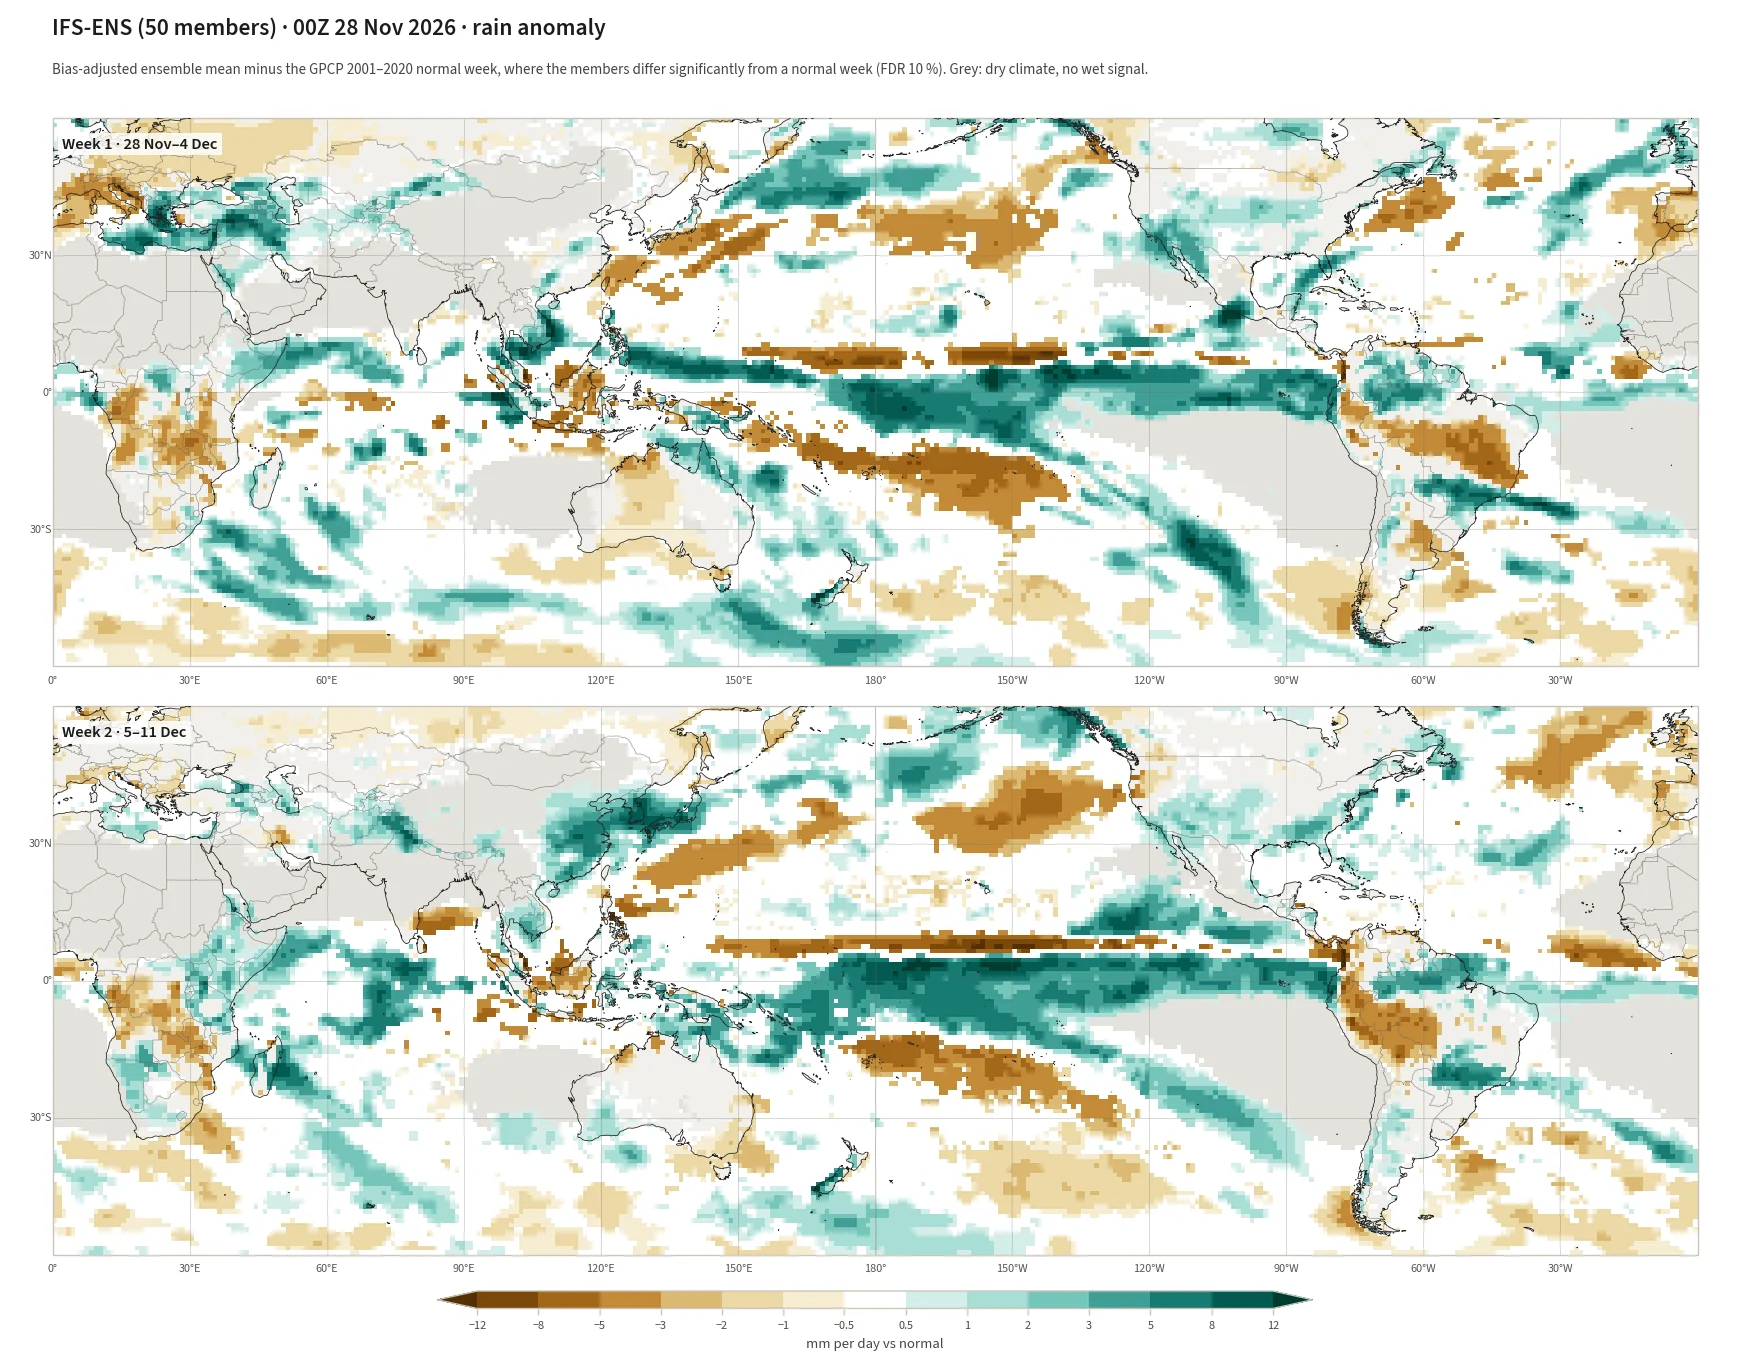 IFS-ENS (50 members) · 00Z 28 Nov 2026 · rain anomaly
Bias-adjusted ensemble mean minus the GPCP 2001–2020 normal week, where the members differ significantly from a normal week (FDR 10 %). Grey: dry climate, no wet signal.
Week 1 · 28 Nov–4 Dec
30°N
0°
30°S
0° 30°E 60°E 90°E 120°E 150°E 180° 150°W 120°W 90°W 60°W 30°W
Week 2 · 5–11 Dec
30°N
0°
30°S
0° 30°E 60°E 90°E 120°E 150°E 180° 150°W 120°W 90°W 60°W 30°W
−12 −8 −5 −3 −2 −1 −0.5 0.5 1 2 3 5 8 12
mm per day vs normal